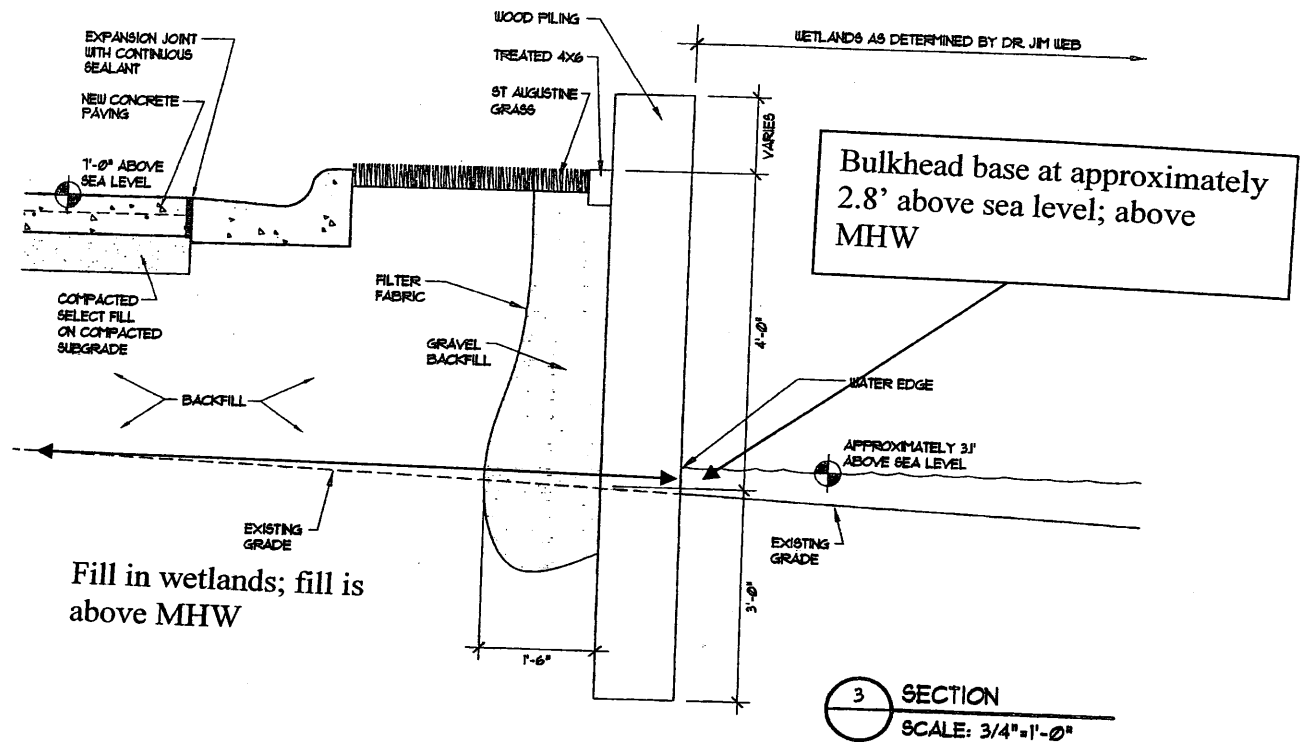 EXPANSION JOINT
WITH CONTINUOUS
SEALANT
NEW CONCRETE
PAVING
1'-0" ABOVE
SEA LEVEL
WOOD PILING
TREATED 4X6
ST AUGUSTINE
GRASS
WETLANDS AS DETERMINED BY DR. JIM WEB
VARIES
Bulkhead base at approximately
2.8' above sea level; above
MHW
COMPACTED
SELECT FILL
ON COMPACTED
SUBGRADE
FILTER
FABRIC
GRAVEL
BACKFILL
4'-0"
BACKFILL
WATER EDGE
APPROXIMATELY 3.1'
ABOVE SEA LEVEL
EXISTING
GRADE
EXISTING
GRADE
Fill in wetlands; fill is
above MHW
3'-0"
1'-6"
3 SECTION
SCALE: 3/4"=1'-0"